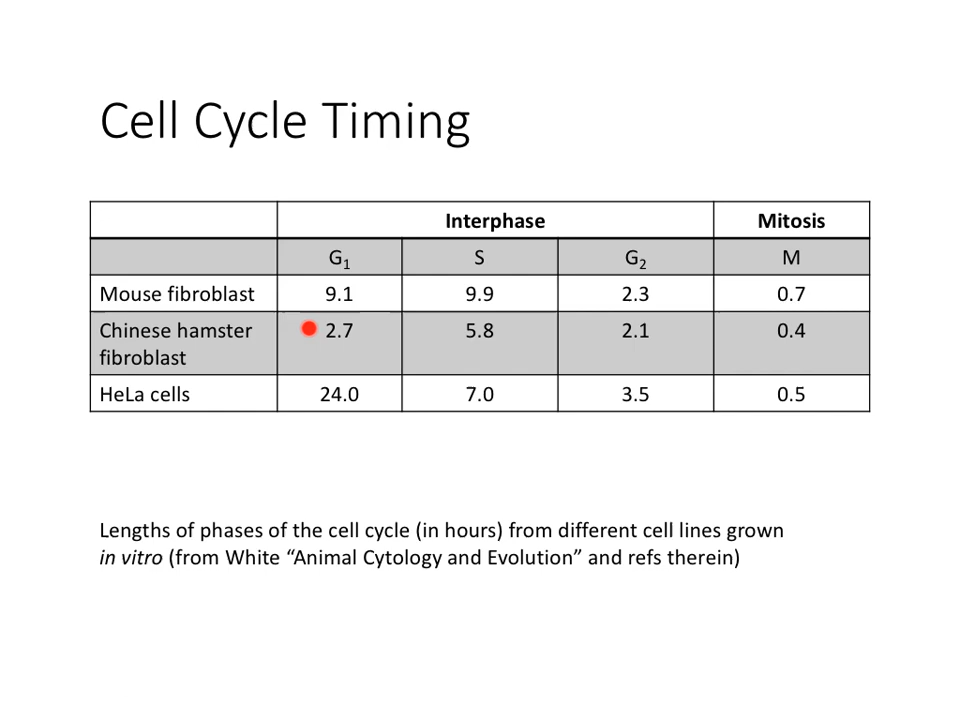 Cell Cycle Timing
Interphase Mitosis
G₁ S G₂ M
Mouse fibroblast 9.1 9.9 2.3 0.7
Chinese hamster 2.7 5.8 2.1 0.4
fibroblast
HeLa cells 24.0 7.0 3.5 0.5
Lengths of phases of the cell cycle (in hours) from different cell lines grown
in vitro (from White “Animal Cytology and Evolution” and refs therein)